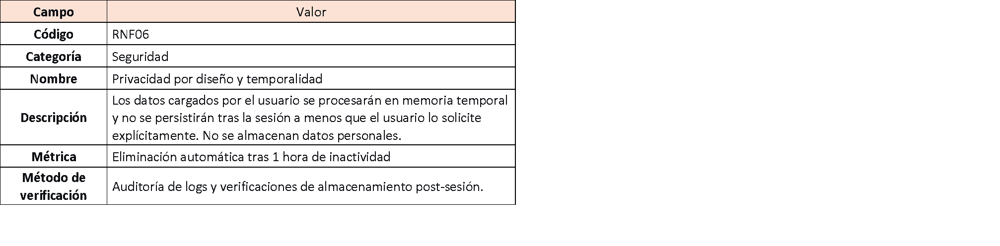 Campo Valor
Código RNF06
Categoría Seguridad
Nombre Privacidad por diseño y temporalidad
Descripción Los datos cargados por el usuario se procesarán en memoria temporal
y no se persistirán tras la sesión a menos que el usuario lo solicite
explícitamente. No se almacenan datos personales.
Métrica Eliminación automática tras 1 hora de inactividad
Método de
verificación Auditoría de logs y verificaciones de almacenamiento post-sesión.